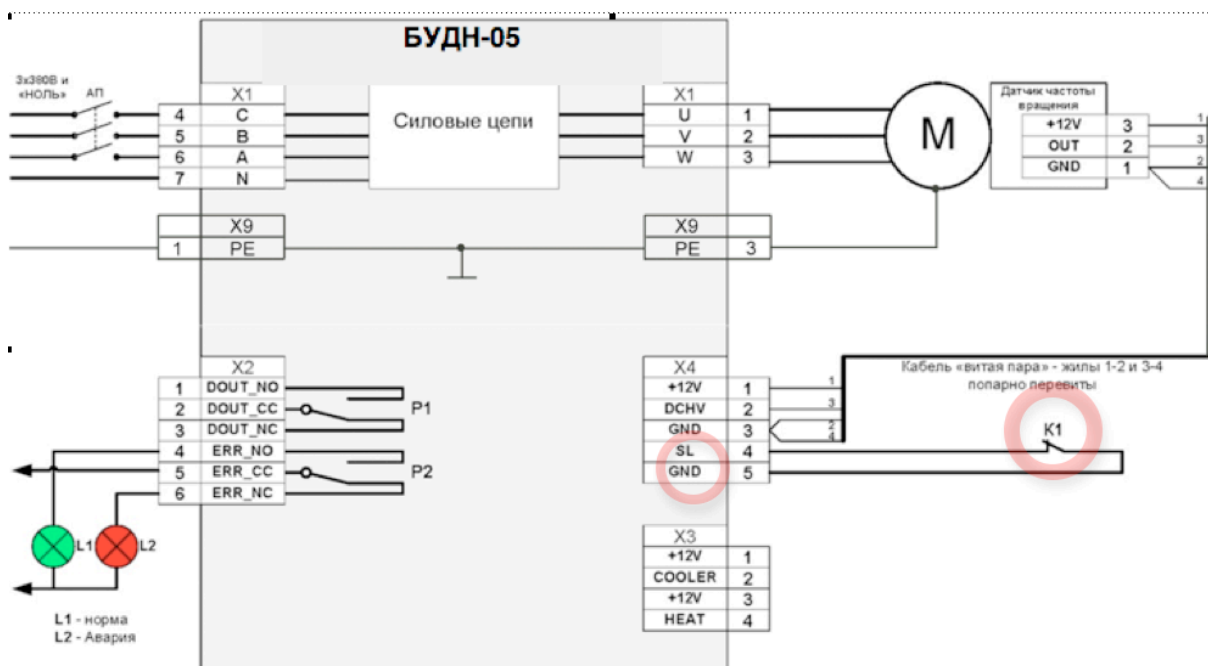 БУДН-05
3х380В и
«НОЛЬ»
АП
X1
4 C
5 B
6 A
7 N
Силовые цепи
X1
U 1
V 2
W 3
M
Датчик частоты
вращения
+12V 3
OUT 2
GND 1
1
3
2
4
X9
1 PE
X9
PE 3
X2
1 DOUT_NO
2 DOUT_CC
3 DOUT_NC
4 ERR_NO
5 ERR_CC
6 ERR_NC
P1
P2
X4
+12V 1
DCHV 2
GND 3
SL 4
GND 5
1
3
2
4
Кабель «витая пара» - жилы 1-2 и 3-4
попарно перевиты
К1
L1
L2
X3
+12V 1
COOLER 2
+12V 3
HEAT 4
L1 - норма
L2 - Авария